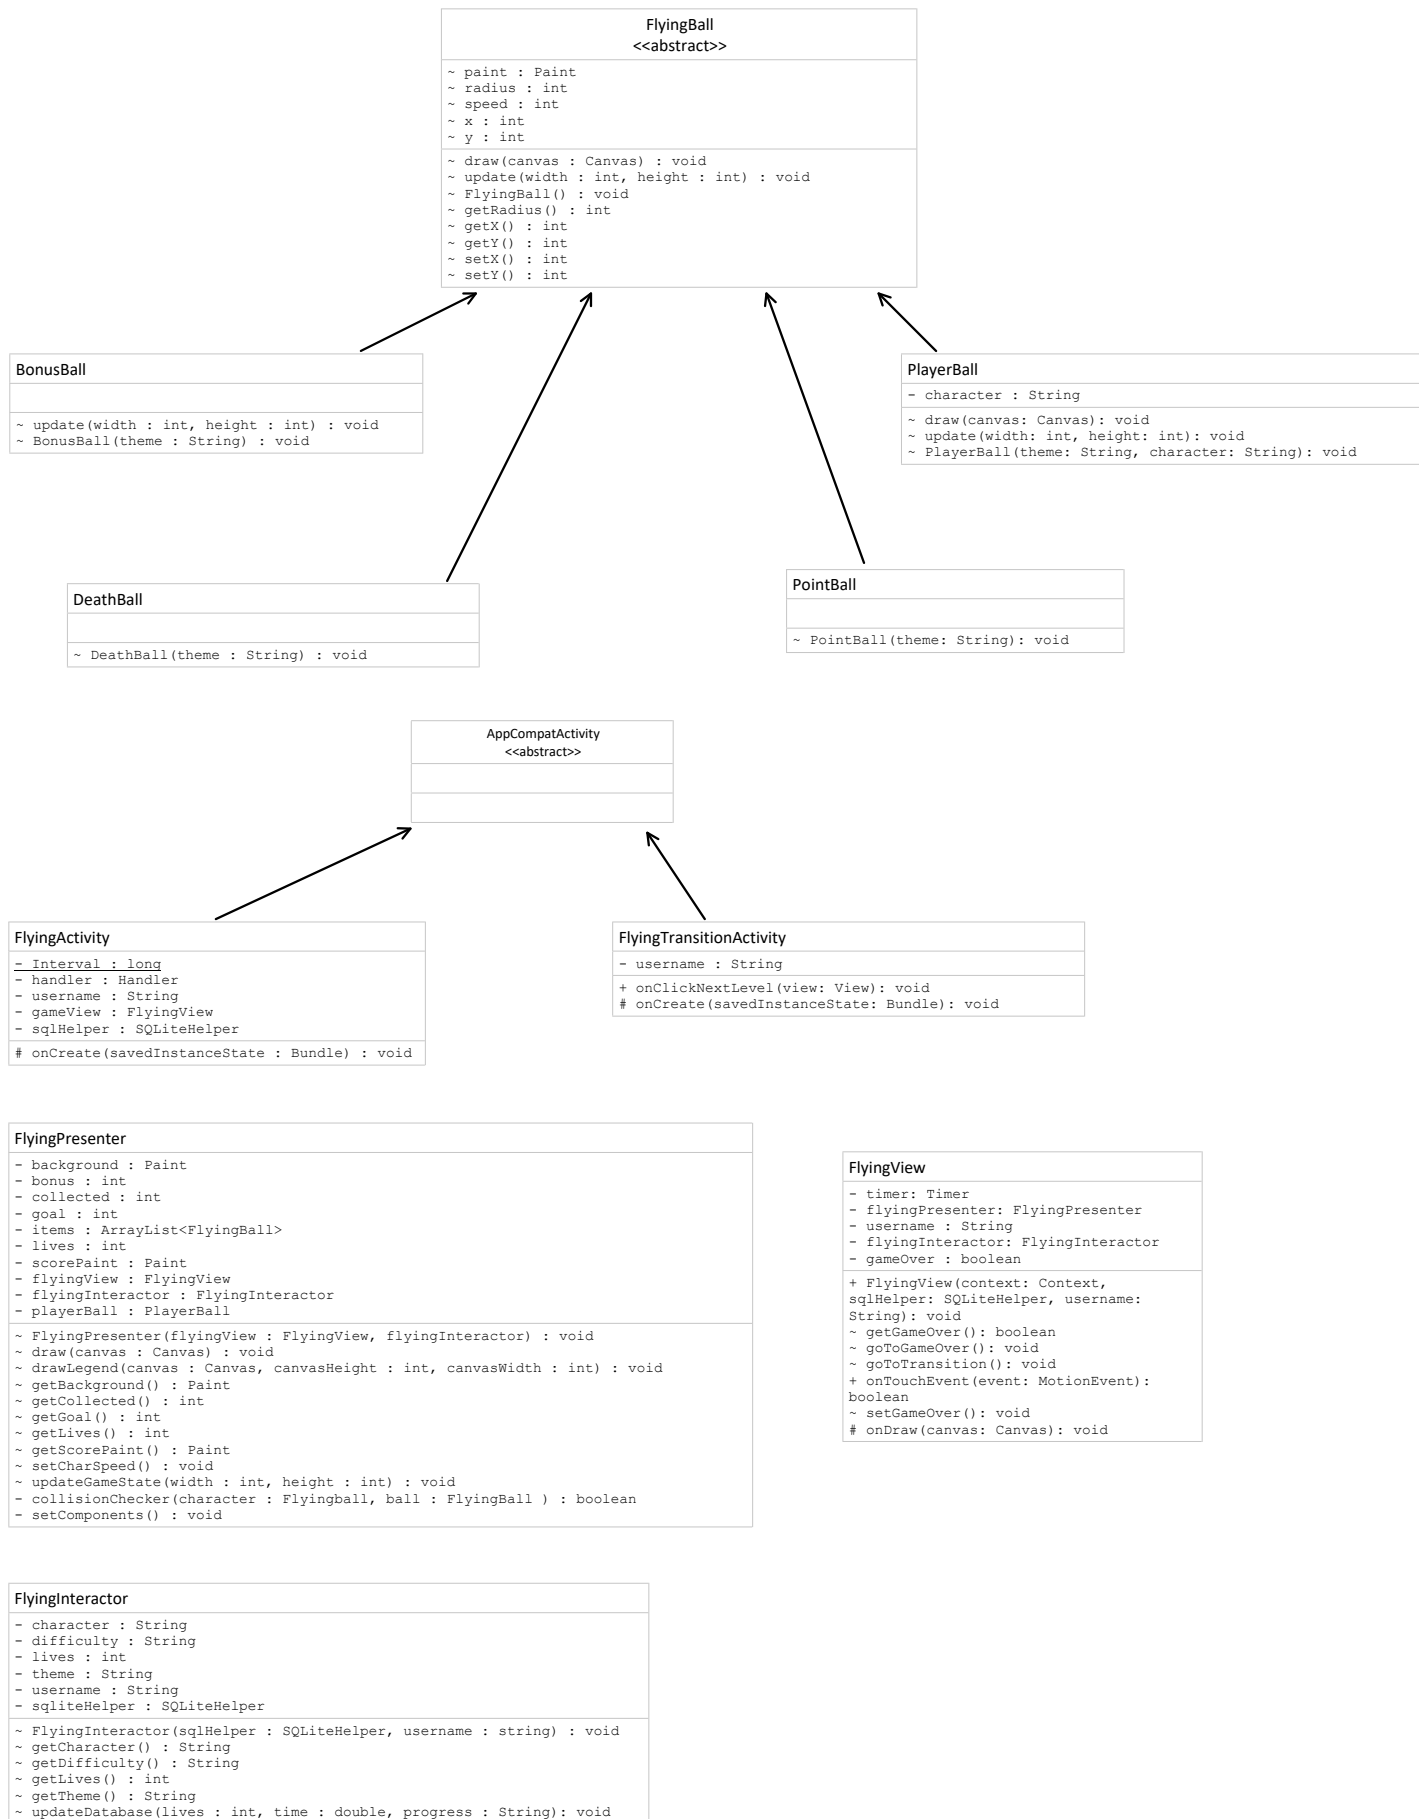 FlyingBall
<<abstract>>
~ paint : Paint
~ radius : int
~ speed : int
~ x : int
~ y : int
~ draw(canvas : Canvas) : void
~ update(width : int, height : int) : void
~ FlyingBall() : void
~ getRadius() : int
~ getX() : int
~ getY() : int
~ setX() : int
~ setY() : int
BonusBall
~ update(width : int, height : int) : void
~ BonusBall(theme : String) : void
PlayerBall
- character : String
~ draw(canvas: Canvas): void
~ update(width: int, height: int): void
~ PlayerBall(theme: String, character: String): void
DeathBall
~ DeathBall(theme : String) : void
PointBall
~ PointBall(theme: String): void
AppCompatActivity
<<abstract>>
FlyingActivity
- Interval : long
- handler : Handler
- username : String
- gameView : FlyingView
- sqlHelper : SQLiteHelper
# onCreate(savedInstanceState : Bundle) : void
FlyingTransitionActivity
- username : String
+ onClickNextLevel(view: View): void
# onCreate(savedInstanceState: Bundle): void
FlyingPresenter
- background : Paint
- bonus : int
- collected : int
- goal : int
- items : ArrayList<FlyingBall>
- lives : int
- scorePaint : Paint
- flyingView : FlyingView
- flyingInteractor : FlyingInteractor
- playerBall : PlayerBall
~ FlyingPresenter(flyingView : FlyingView, flyingInteractor) : void
~ draw(canvas : Canvas) : void
~ drawLegend(canvas : Canvas, canvasHeight : int, canvasWidth : int) : void
~ getBackground() : Paint
~ getCollected() : int
~ getGoal() : int
~ getLives() : int
~ getScorePaint() : Paint
~ setCharSpeed() : void
~ updateGameState(width : int, height : int) : void
- collisionChecker(character : Flyingball, ball : FlyingBall ) : boolean
- setComponents() : void
FlyingView
- timer: Timer
- flyingPresenter: FlyingPresenter
- username : String
- flyingInteractor: FlyingInteractor
- gameOver : boolean
+ FlyingView(context: Context,
sqlHelper: SQLiteHelper, username:
String): void
~ getGameOver(): boolean
~ goToGameOver(): void
~ goToTransition(): void
+ onTouchEvent(event: MotionEvent):
boolean
~ setGameOver(): void
# onDraw(canvas: Canvas): void
FlyingInteractor
- character : String
- difficulty : String
- lives : int
- theme : String
- username : String
- sqliteHelper : SQLiteHelper
~ FlyingInteractor(sqlHelper : SQLiteHelper, username : string) : void
~ getCharacter() : String
~ getDifficulty() : String
~ getLives() : int
~ getTheme() : String
~ updateDatabase(lives : int, time : double, progress : String): void